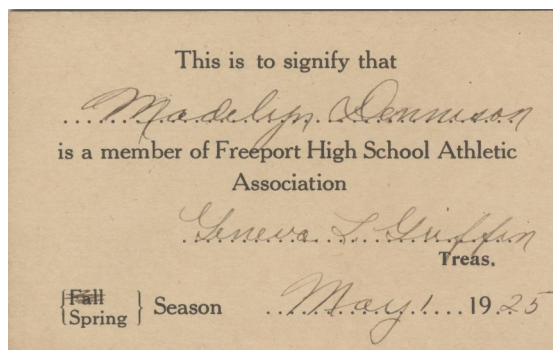 This is to signify that
Madelyn Dennison
is a member of Freeport High School Athletic
Association
Geneva L Griffin
Treas.
Fall
Spring } Season May 1 1925